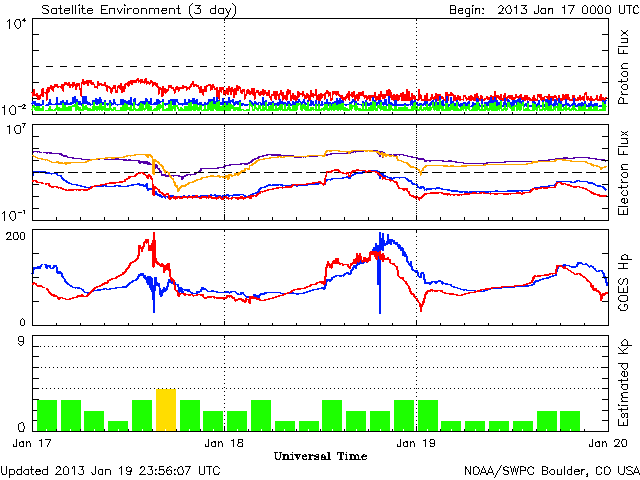 Satellite Environment (3 day) Begin: 2013 Jan 17 0000 UTC
10^4
10^-2
Proton Flux
10^7
10^-1
Electron Flux
200
0
GOES Hp
9
0
Estimated Kp
Jan 17 Jan 18 Jan 19 Jan 20
Universal Time
Updated 2013 Jan 19 23:56:07 UTC NOAA/SWPC Boulder, CO USA